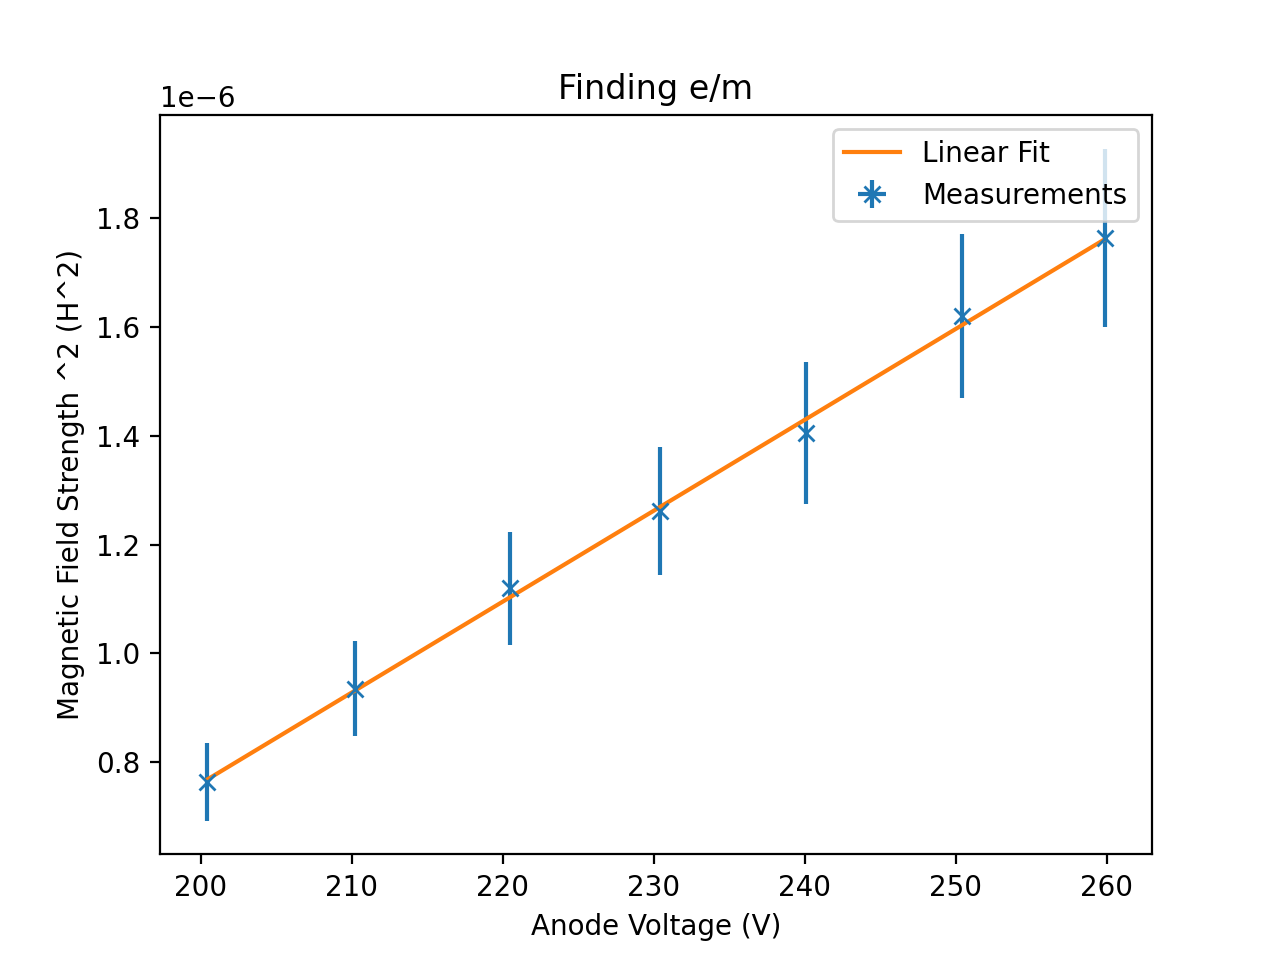 Finding e/m
1e−6
Linear Fit
Measurements
1.8
1.6
1.4
1.2
1.0
0.8
Magnetic Field Strength ^2 (H^2)
200 210 220 230 240 250 260
Anode Voltage (V)